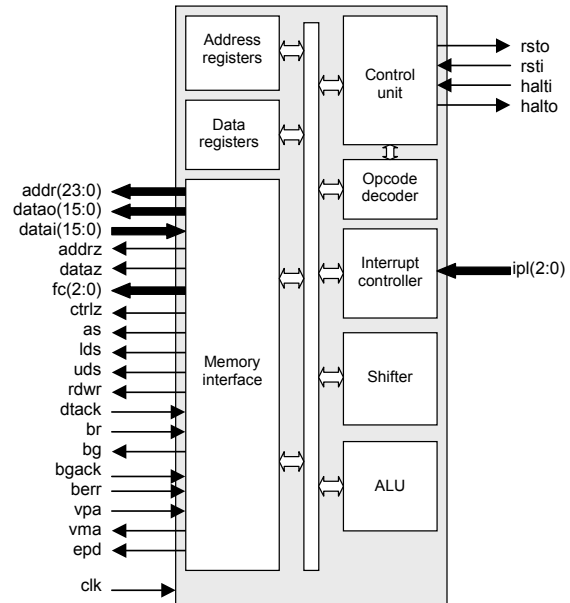 Address
registers
Control
unit
rsto
rsti
halti
halto
Data
registers
Opcode
decoder
addr(23:0)
datao(15:0)
datai(15:0)
addrz
dataz
fc(2:0)
ctrlz
as
lds
uds
rdwr
dtack
br
bg
bgack
berr
vpa
vma
epd
clk
Memory
interface
Interrupt
controller
ipl(2:0)
Shifter
ALU